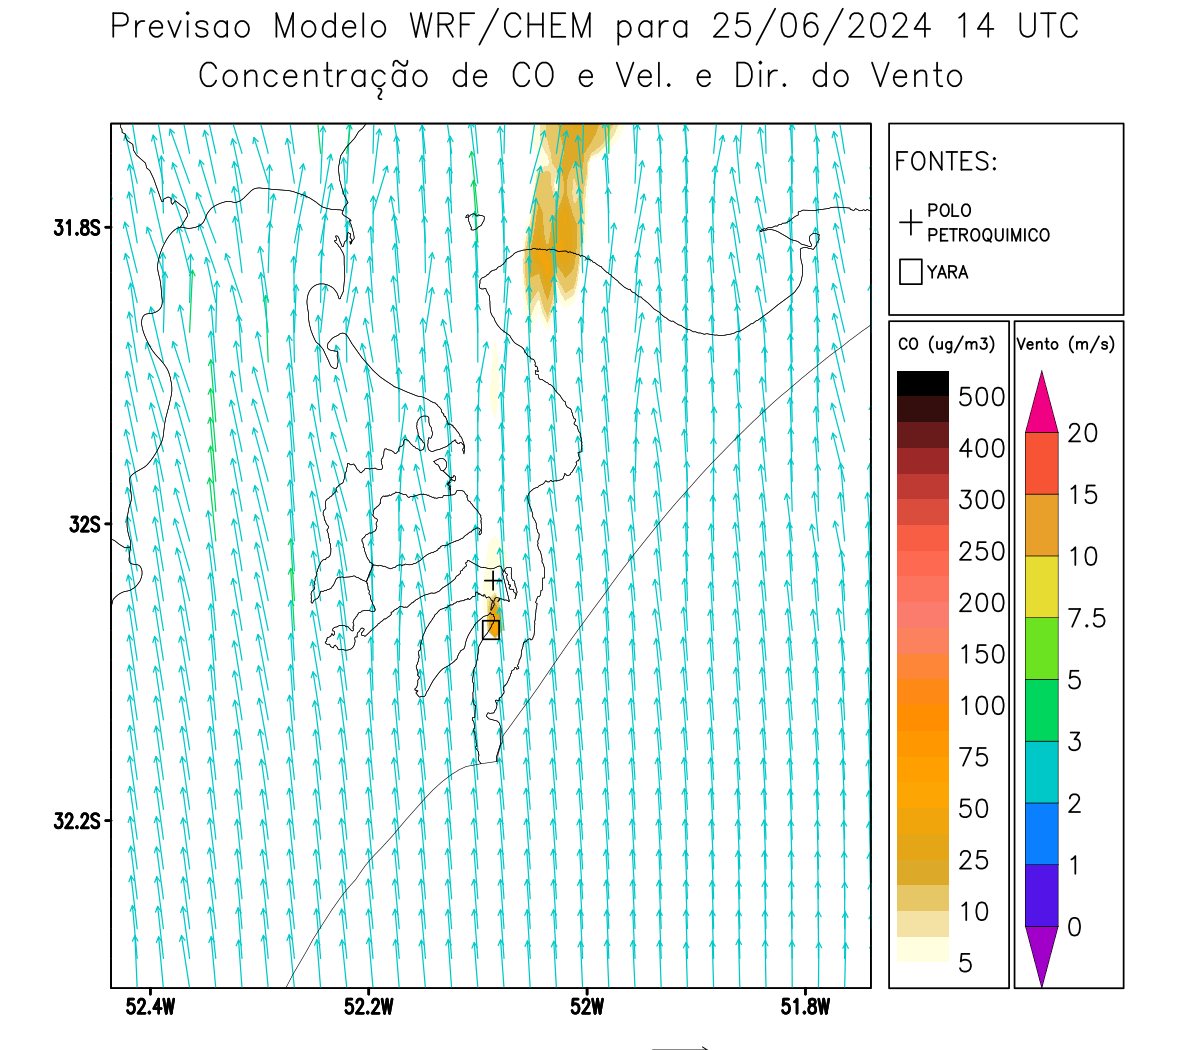 Previsao Modelo WRF/CHEM para 25/06/2024 14 UTC
Concentração de CO e Vel. e Dir. do Vento
FONTES:
POLO
PETROQUIMICO
YARA
CO (ug/m3)
500
400
300
250
200
150
100
75
50
25
10
5
Vento (m/s)
20
15
10
7.5
5
3
2
1
0
31.8S
32S
32.2S
52.4W
52.2W
52W
51.8W